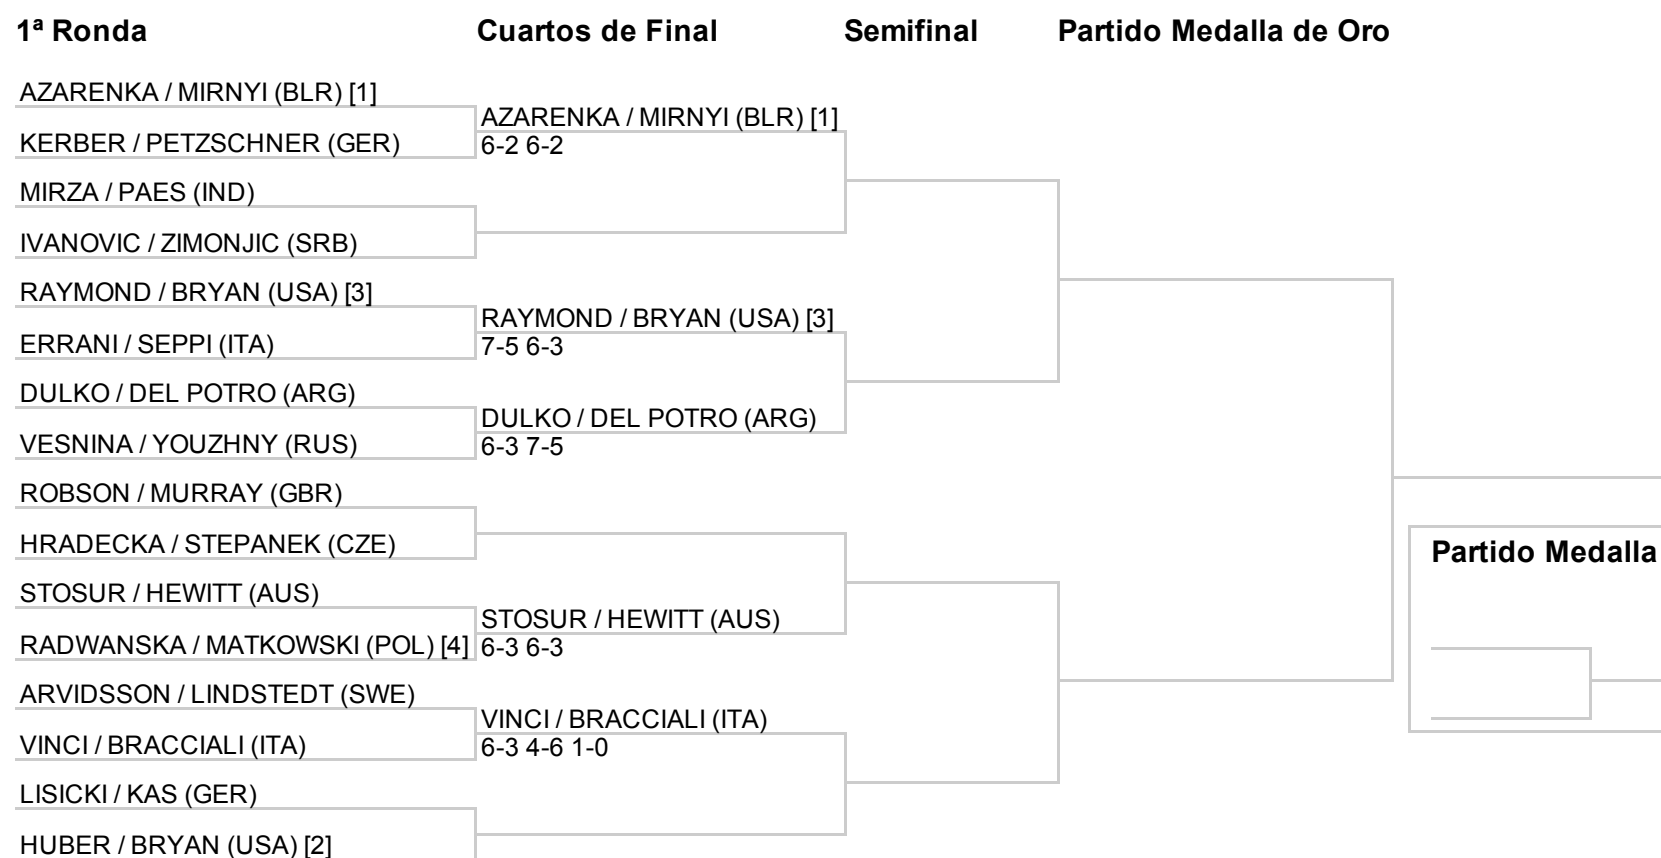 1ª Ronda
Cuartos de Final
Semifinal
Partido Medalla de Oro
AZARENKA / MIRNYI (BLR) [1]
KERBER / PETZSCHNER (GER)
AZARENKA / MIRNYI (BLR) [1]
6-2 6-2
MIRZA / PAES (IND)
IVANOVIC / ZIMONJIC (SRB)
RAYMOND / BRYAN (USA) [3]
ERRANI / SEPPI (ITA)
RAYMOND / BRYAN (USA) [3]
7-5 6-3
DULKO / DEL POTRO (ARG)
VESNINA / YOUZHNY (RUS)
DULKO / DEL POTRO (ARG)
6-3 7-5
ROBSON / MURRAY (GBR)
HRADECKA / STEPANEK (CZE)
STOSUR / HEWITT (AUS)
RADWANSKA / MATKOWSKI (POL) [4]
STOSUR / HEWITT (AUS)
6-3 6-3
ARVIDSSON / LINDSTEDT (SWE)
VINCI / BRACCIALI (ITA)
VINCI / BRACCIALI (ITA)
6-3 4-6 1-0
LISICKI / KAS (GER)
HUBER / BRYAN (USA) [2]
Partido Medalla